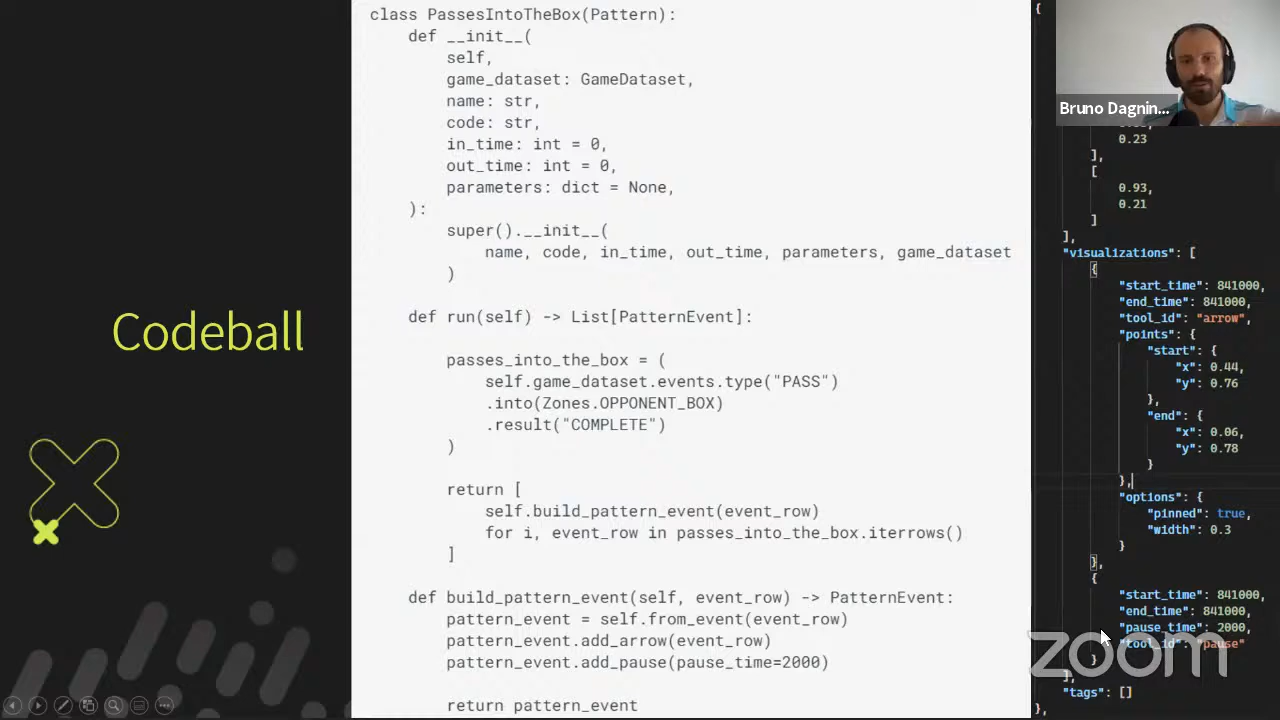 Codeball
class PassesIntoTheBox(Pattern):
    def __init__(
        self,
        game_dataset: GameDataset,
        name: str,
        code: str,
        in_time: int = 0,
        out_time: int = 0,
        parameters: dict = None,
    ):
        super().__init__(
            name, code, in_time, out_time, parameters, game_dataset
        )
    def run(self) -> List[PatternEvent]:
        passes_into_the_box = (
            self.game_dataset.events.type("PASS")
            .into(Zones.OPPONENT_BOX)
            .result("COMPLETE")
        )
        return [
            self.build_pattern_event(event_row)
            for i, event_row in passes_into_the_box.iterrows()
        ]
    def build_pattern_event(self, event_row) -> PatternEvent:
        pattern_event = self.from_event(event_row)
        pattern_event.add_arrow(event_row)
        pattern_event.add_pause(pause_time=2000)
        return pattern_event
{
Bruno Dagnin...
0.23
],
[
0.93,
0.21
]
],
"visualizations": [
{
"start_time": 841000,
"end_time": 841000,
"tool_id": "arrow",
"points": {
"start": {
"x": 0.44,
"y": 0.76
},
"end": {
"x": 0.06,
"y": 0.78
}
},
"options": {
"pinned": true,
"width": 0.3
}
},
{
"start_time": 841000,
"end_time": 841000,
"pause_time": 2000,
"tool_id": "pause"
}
],
"tags": []
},
zoom